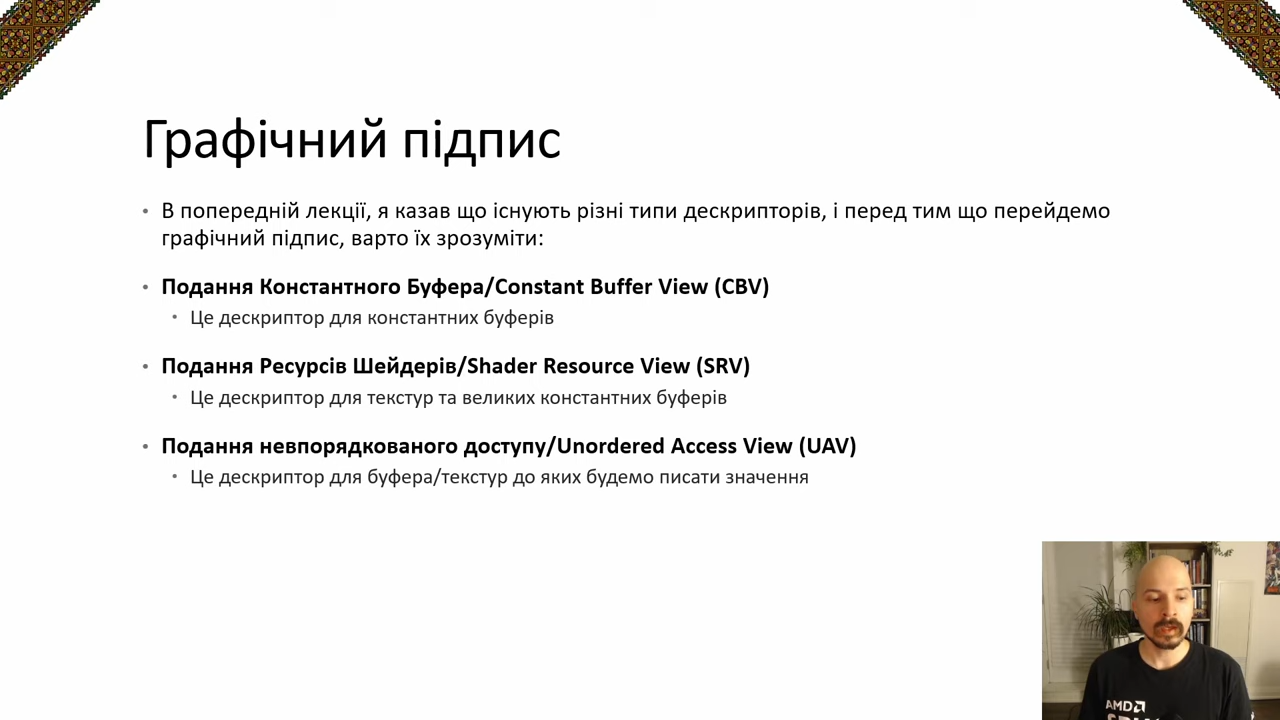 Графічний підпис
• В попередній лекції, я казав що існують різні типи дескрипторів, і перед тим що перейдемо
графічний підпис, варто їх зрозуміти:
• Подання Константного Буфера/Constant Buffer View (CBV)
• Це дескриптор для константних буферів
• Подання Ресурсів Шейдерів/Shader Resource View (SRV)
• Це дескриптор для текстур та великих константних буферів
• Подання невпорядкованого доступу/Unordered Access View (UAV)
• Це дескриптор для буфера/текстур до яких будемо писати значення
AMD